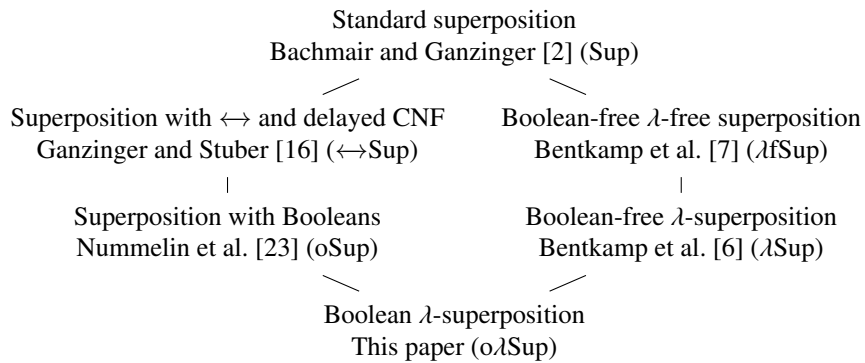 Standard superposition
Bachmair and Ganzinger [2] (Sup)
Superposition with ↔ and delayed CNF
Ganzinger and Stuber [16] (↔Sup)
Boolean-free λ-free superposition
Bentkamp et al. [7] (λfSup)
Superposition with Booleans
Nummelin et al. [23] (oSup)
Boolean-free λ-superposition
Bentkamp et al. [6] (λSup)
Boolean λ-superposition
This paper (oλSup)